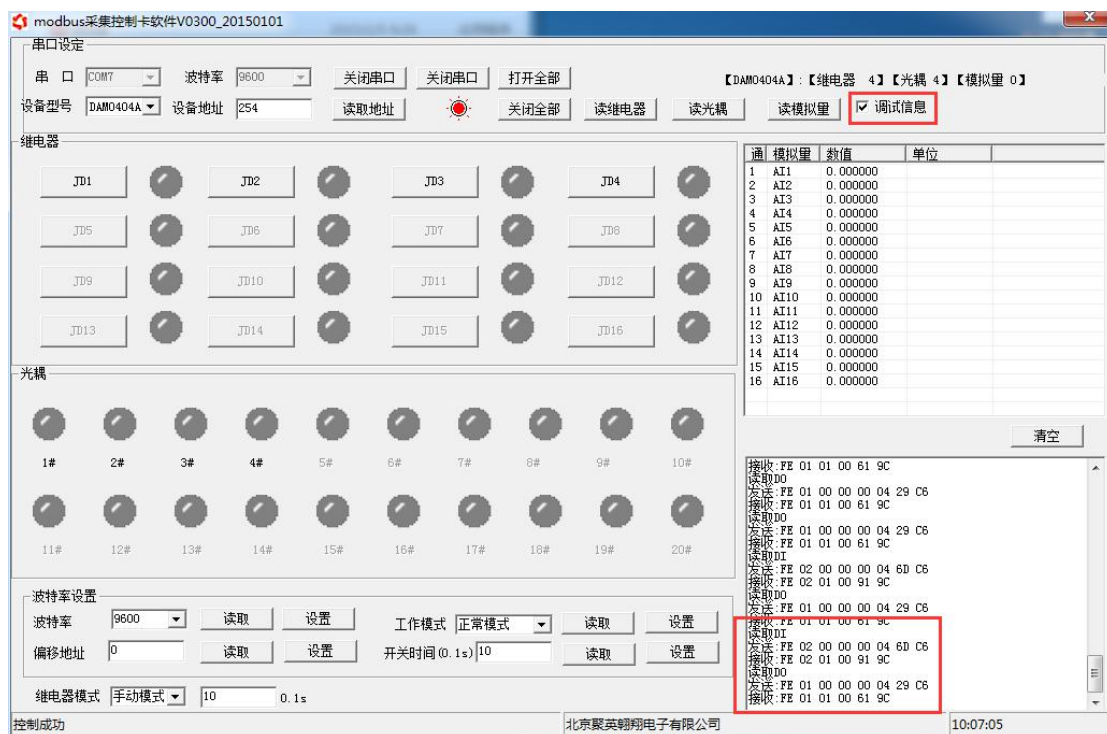 modbus采集控制卡软件V0300_20150101
串口设定
串 口 COM7 波特率 9600 关闭串口 关闭串口 打开全部 【DAM0404A】:【继电器 4】【光耦 4】【模拟量 0】
设备型号 DAM0404A 设备地址 254 读取地址 关闭全部 读继电器 读光耦 读模拟量 调试信息
继电器
JD1 JD2 JD3 JD4
JD5 JD6 JD7 JD8
JD9 JD10 JD11 JD12
JD13 JD14 JD15 JD16
通 模拟量 数值 单位
1 AI1 0.000000
2 AI2 0.000000
3 AI3 0.000000
4 AI4 0.000000
5 AI5 0.000000
6 AI6 0.000000
7 AI7 0.000000
8 AI8 0.000000
9 AI9 0.000000
10 AI10 0.000000
11 AI11 0.000000
12 AI12 0.000000
13 AI13 0.000000
14 AI14 0.000000
15 AI15 0.000000
16 AI16 0.000000
光耦
1# 2# 3# 4# 5# 6# 7# 8# 9# 10#
11# 12# 13# 14# 15# 16# 17# 18# 19# 20#
清空
接收:FE 01 01 00 61 9C
读取DO
发送:FE 01 00 00 00 04 29 C6
接收:FE 01 01 00 61 9C
读取DO
发送:FE 01 00 00 00 04 29 C6
接收:FE 01 01 00 61 9C
读取DI
发送:FE 02 00 00 00 04 6D C6
接收:FE 02 01 00 91 9C
读取DO
发送:FE 01 00 00 00 04 29 C6
接收:FE 01 01 00 61 9C
读取DI
发送:FE 02 00 00 00 04 6D C6
接收:FE 02 01 00 91 9C
读取DO
发送:FE 01 00 00 00 04 29 C6
接收:FE 01 01 00 61 9C
波特率设置
波特率 9600 读取 设置 工作模式 正常模式 读取 设置
偏移地址 0 读取 设置 开关时间(0.1s) 10 读取 设置
继电器模式 手动模式 10 0.1s
控制成功 北京聚英翱翔电子有限公司 10:07:05